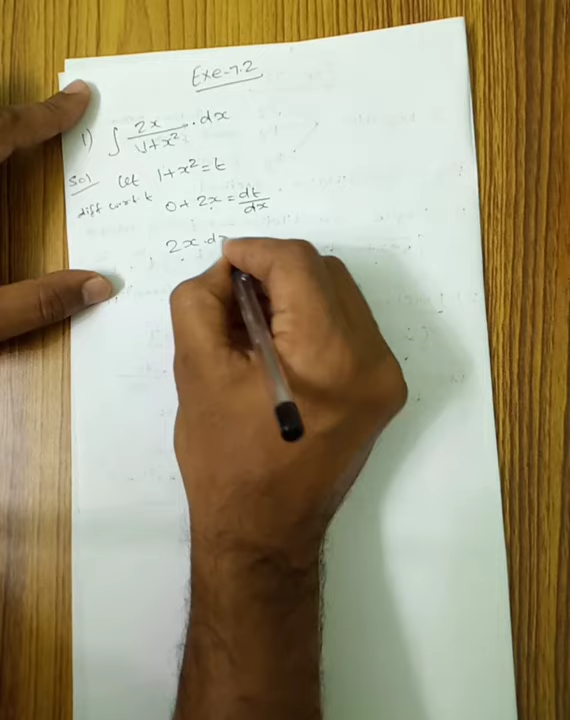 Exe-7.2
1) ∫ 2x/√1+x² . dx
Sol let 1+x² = t
diff w.r.t t 0 + 2x = dt/dx
2x . dx